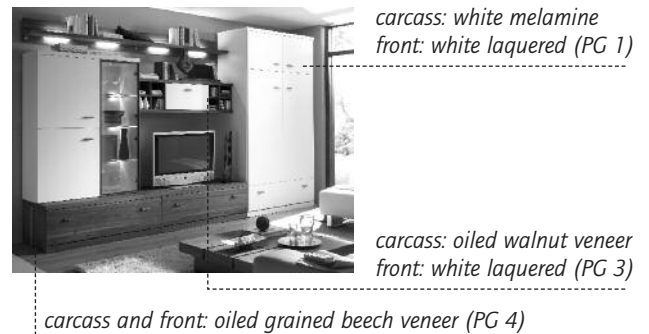 carcass: white melamine
front: white laquered (PG 1)
carcass: oiled walnut veneer
front: white laquered (PG 3)
carcass and front: oiled grained beech veneer (PG 4)